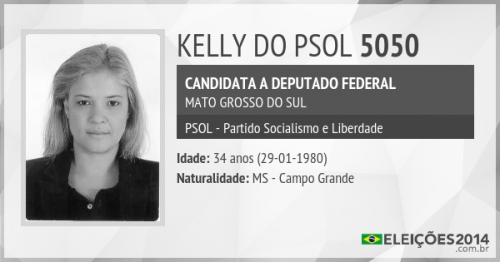 KELLY DO PSOL 5050
CANDIDATA A DEPUTADO FEDERAL
MATO GROSSO DO SUL
PSOL - Partido Socialismo e Liberdade
Idade: 34 anos (29-01-1980)
Naturalidade: MS - Campo Grande
ELEIÇÕES2014
.com.br